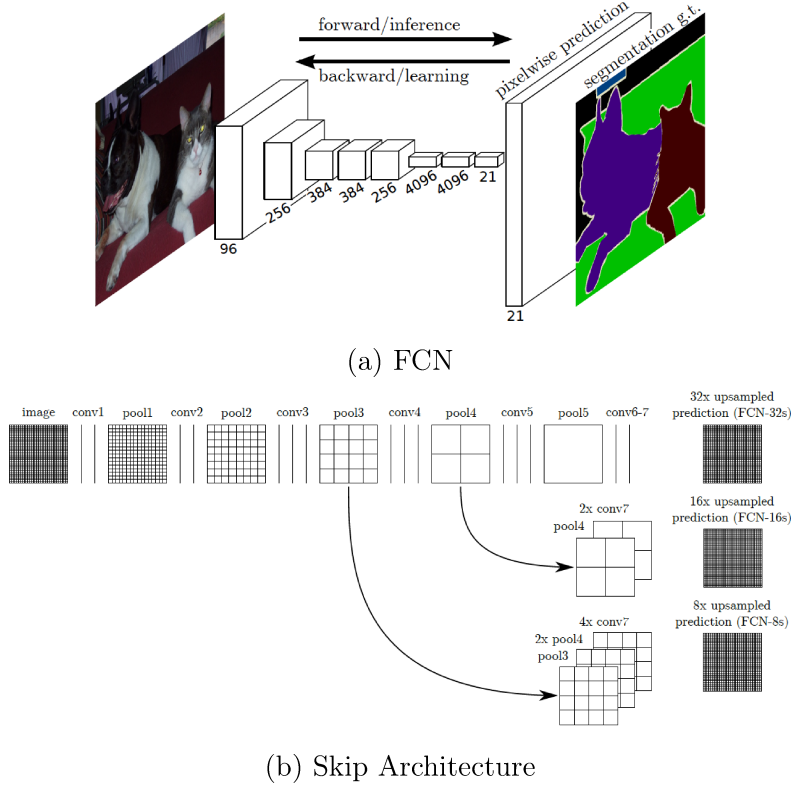 forward/inference
backward/learning
pixelwise prediction
segmentation g.t.
96
256
384
384
256
4096
4096
21
21
(a) FCN
image
conv1
pool1
conv2
pool2
conv3
pool3
conv4
pool4
conv5
pool5
conv6-7
32x upsampled
prediction (FCN-32s)
2x conv7
pool4
16x upsampled
prediction (FCN-16s)
4x conv7
2x pool4
pool3
8x upsampled
prediction (FCN-8s)
(b) Skip Architecture